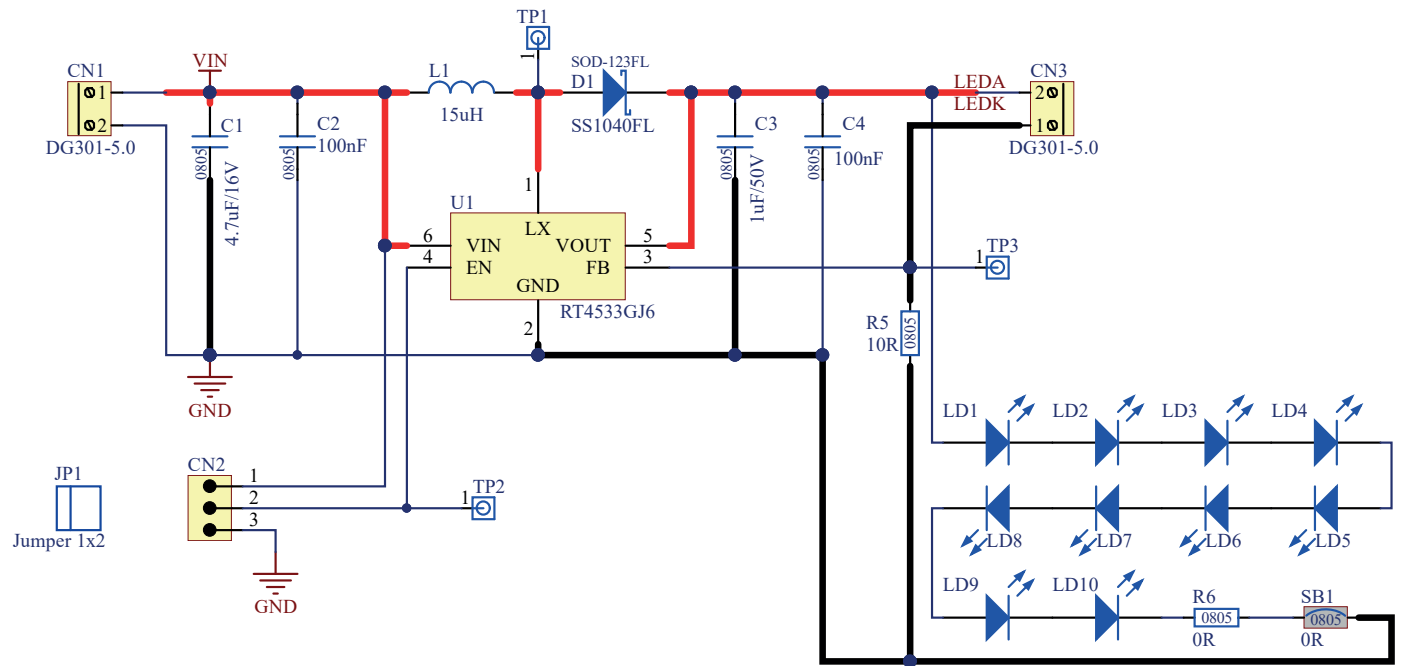 TP1
1
VIN
CN1
1
2
DG301-5.0
C1
0805
4.7uF/16V
C2
100nF
0805
L1
15uH
SOD-123FL
D1
SS1040FL
C3
0805
1uF/50V
C4
100nF
0805
LEDA
LEDK
CN3
2
1
DG301-5.0
U1
1
LX
6
VIN
VOUT
5
4
EN
FB
3
GND
2
RT4533GJ6
1
TP3
R5
10R
0805
GND
LD1
LD2
LD3
LD4
LD8
LD7
LD6
LD5
LD9
LD10
R6
0805
0R
SB1
0805
0R
JP1
Jumper 1x2
CN2
1
2
3
1
TP2
GND